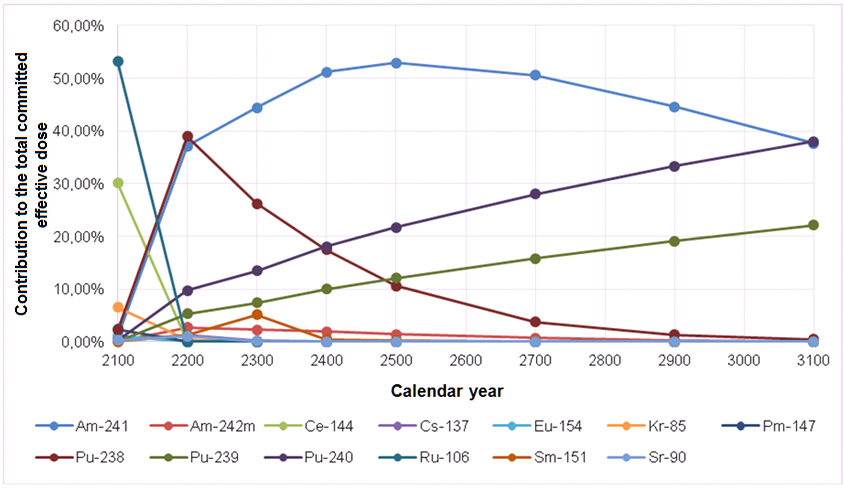 Contribution to the total committed
effective dose
60,00%
50,00%
40,00%
30,00%
20,00%
10,00%
0,00%
2100 2200 2300 2400 2500 2600 2700 2800 2900 3000 3100
Calendar year
Am-241 Am-242m Ce-144 Cs-137 Eu-154 Kr-85 Pm-147
Pu-238 Pu-239 Pu-240 Ru-106 Sm-151 Sr-90